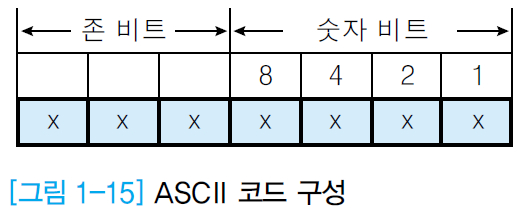 존 비트 숫자 비트
8 4 2 1
x x x x x x x
[그림 1-15] ASCII 코드 구성